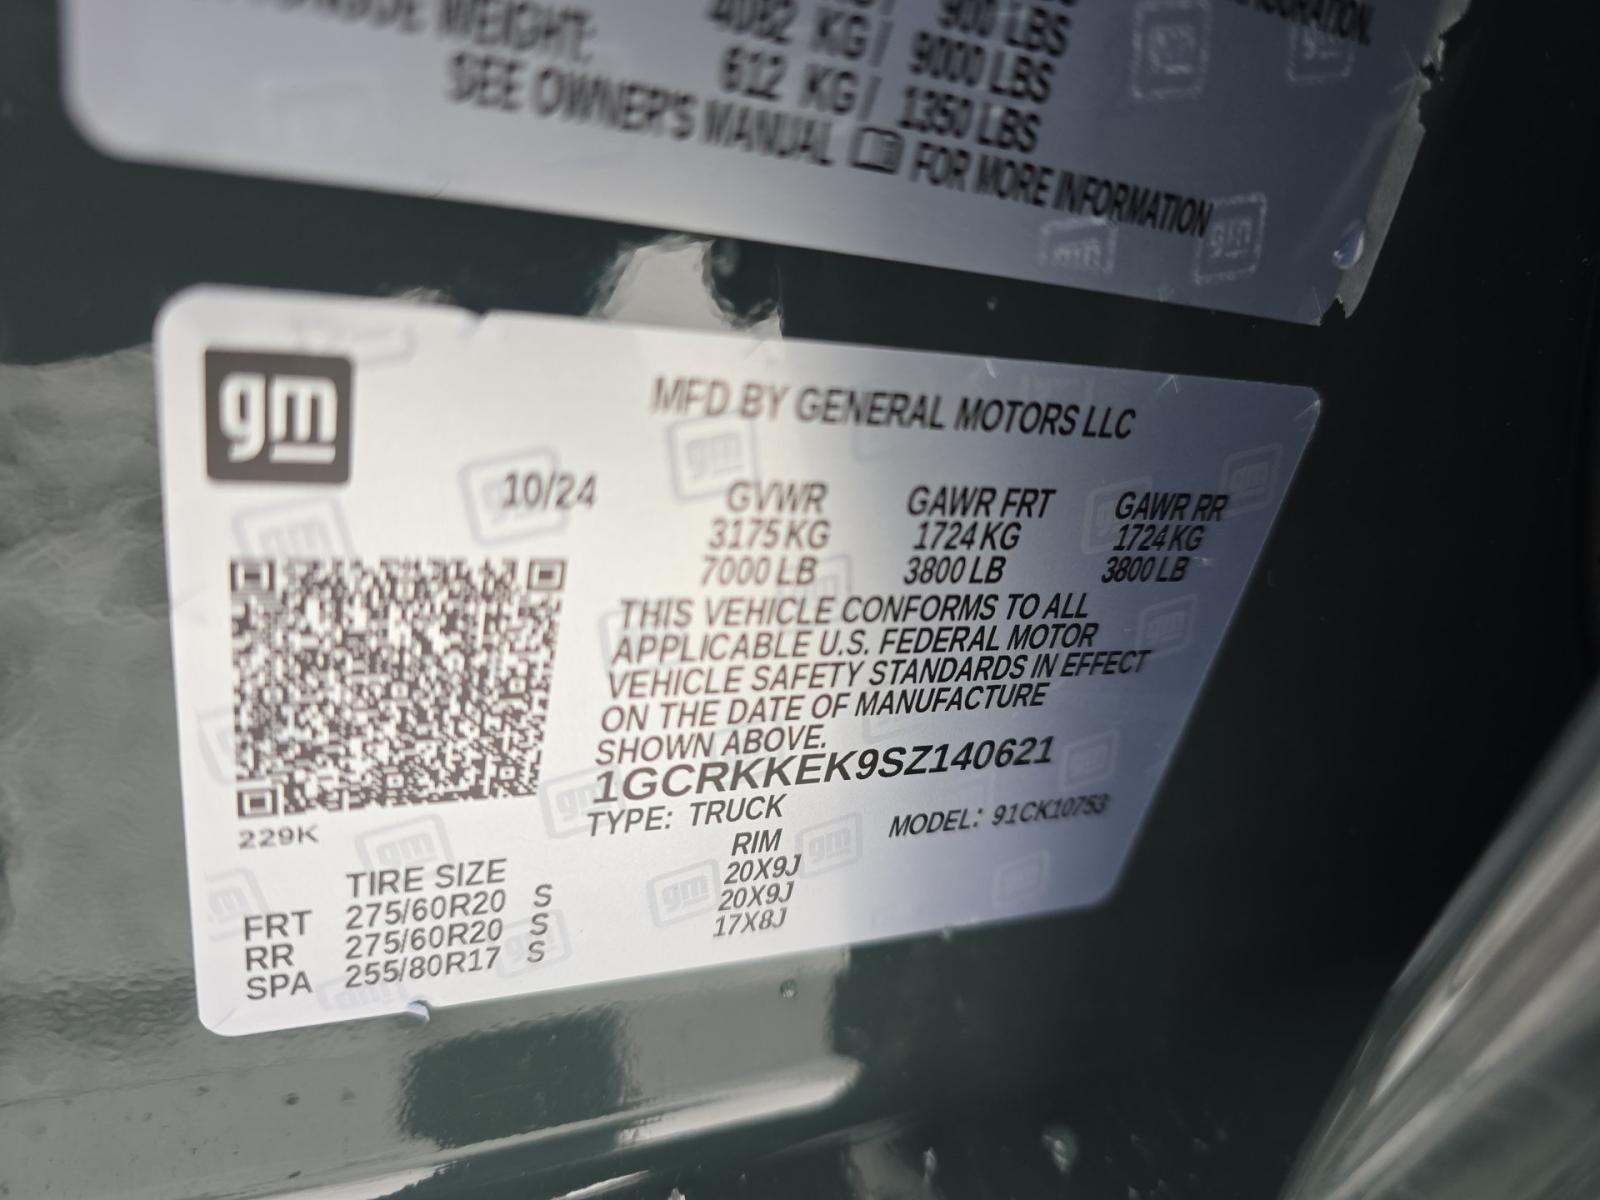 WEIGHT:
4082 KG / 9000 LBS
612 KG / 1350 LBS
SEE OWNER'S MANUAL FOR MORE INFORMATION
gm
MFD BY GENERAL MOTORS LLC
10/24
GVWR GAWR FRT GAWR RR
3175 KG 1724 KG 1724 KG
7000 LB 3800 LB 3800 LB
THIS VEHICLE CONFORMS TO ALL
APPLICABLE U.S. FEDERAL MOTOR
VEHICLE SAFETY STANDARDS IN EFFECT
ON THE DATE OF MANUFACTURE
SHOWN ABOVE.
1GCRKKEK9SZ140621
TYPE: TRUCK MODEL: 91CK10753
229K
TIRE SIZE RIM
FRT 275/60R20 S 20X9J
RR 275/60R20 S 20X9J
SPA 255/80R17 S 17X8J